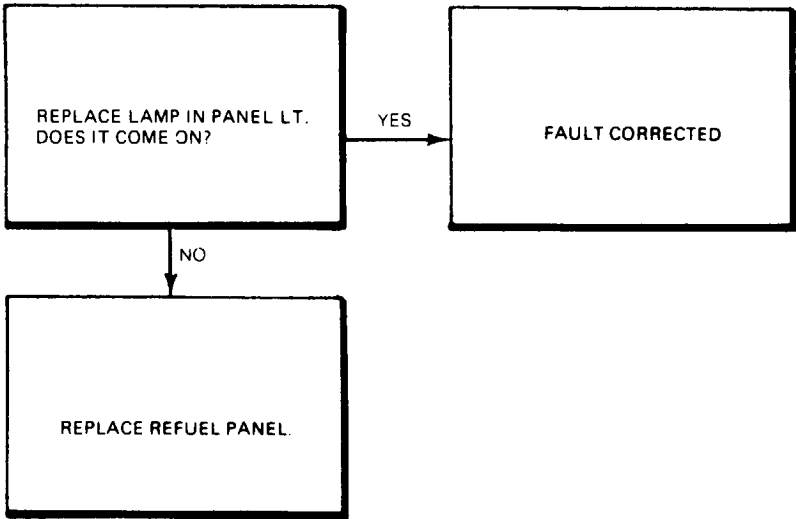 REPLACE LAMP IN PANEL LT.
DOES IT COME ON?
YES
FAULT CORRECTED
NO
REPLACE REFUEL PANEL.